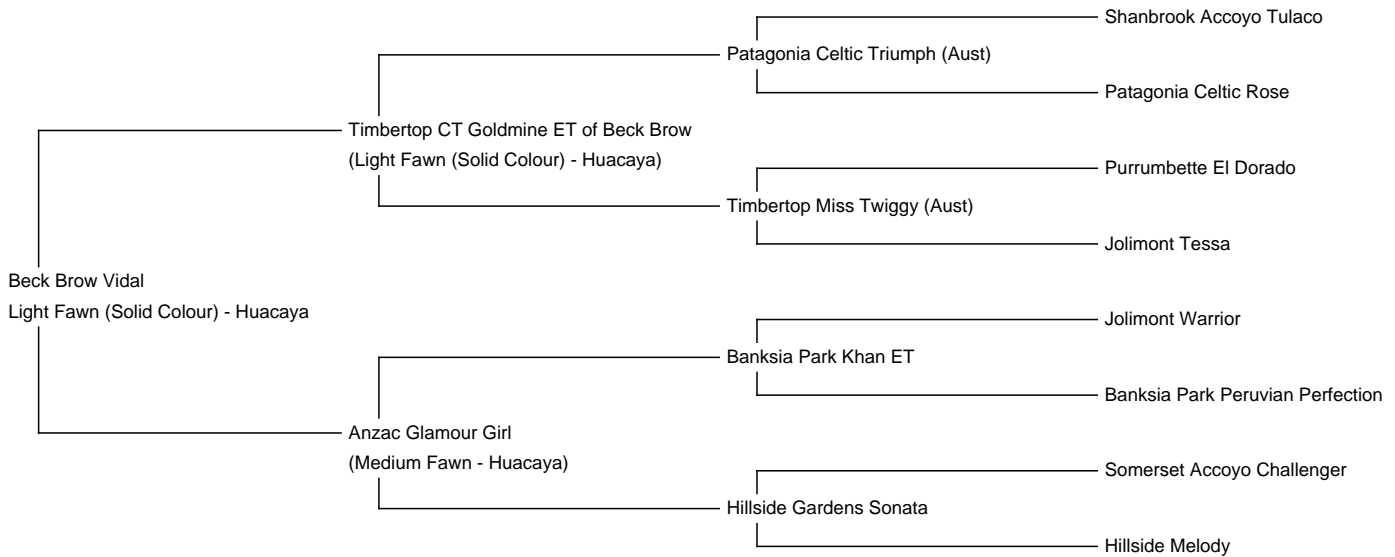 Shanbrook Accoyo Tulaco
Patagonia Celtic Triumph (Aust)
Patagonia Celtic Rose
Timbertop CT Goldmine ET of Beck Brow
(Light Fawn (Solid Colour) - Huacaya)
Purrumbette El Dorado
Timbertop Miss Twiggy (Aust)
Jolimont Tessa
Beck Brow Vidal
Light Fawn (Solid Colour) - Huacaya
Jolimont Warrior
Banksia Park Khan ET
Banksia Park Peruvian Perfection
Anzac Glamour Girl
(Medium Fawn - Huacaya)
Somerset Accoyo Challenger
Hillside Gardens Sonata
Hillside Melody